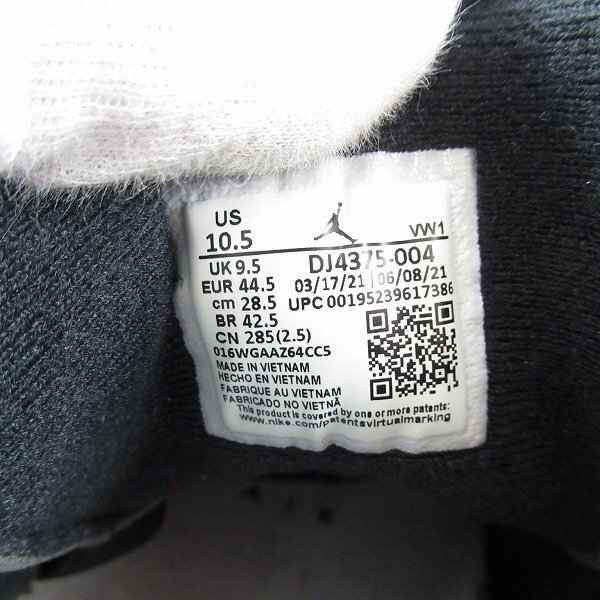 US
10.5
VW1
UK 9.5
DJ4375-004
EUR 44.5
03/17/21 06/08/21
cm 28.5
UPC 00195239617386
BR 42.5
CN 285(2.5)
016WGAAZ64CC5
MADE IN VIETNAM
HECHO EN VIETNAM
FABRIQUE AU VIETNAM
FABRICADO NO VIETNÃ
This product is covered by one or more patents:
www.nike.com/patentsvirtualmarking